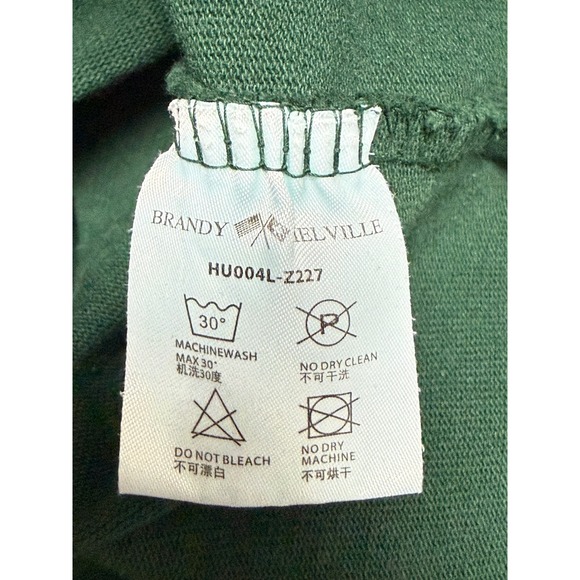 BRANDY MELVILLE
HU004L-Z227
30°
MACHINEWASH
MAX 30°
机洗30度
P
NO DRY CLEAN
不可干洗
DO NOT BLEACH
不可漂白
NO DRY
MACHINE
不可烘干